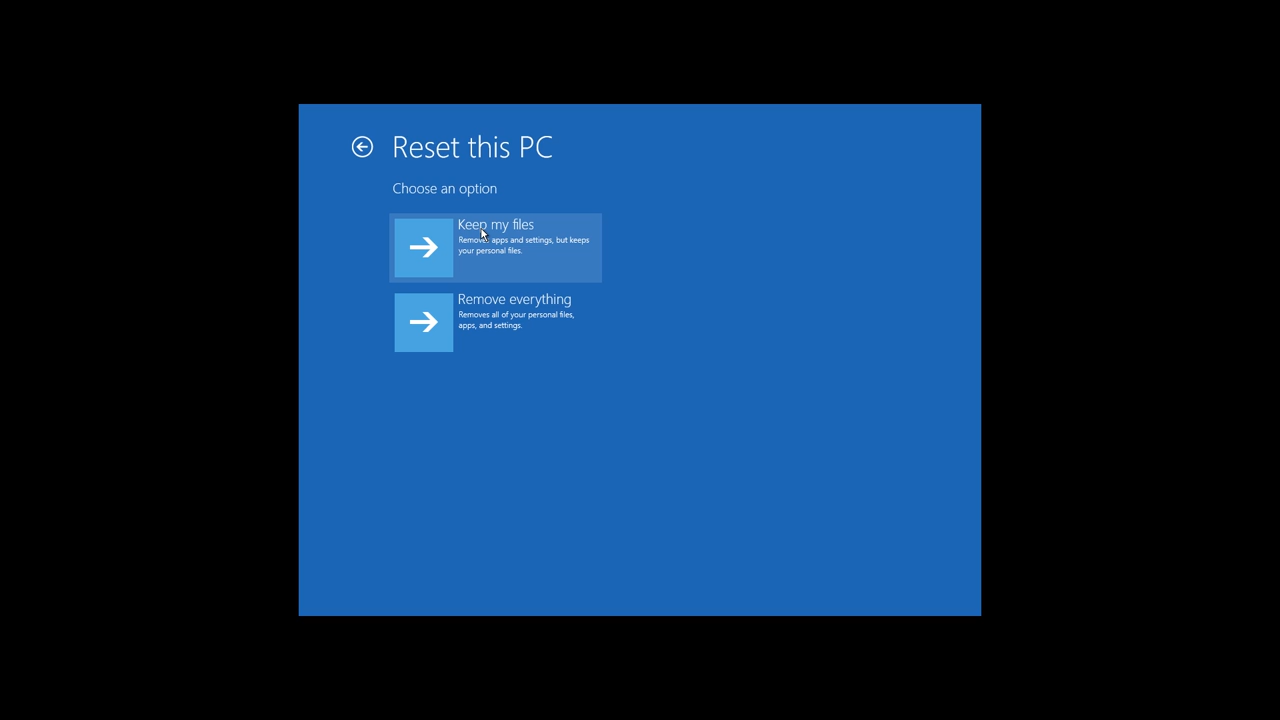 Reset this PC
Choose an option
Keep my files
Removes apps and settings, but keeps
your personal files.
Remove everything
Removes all of your personal files,
apps, and settings.